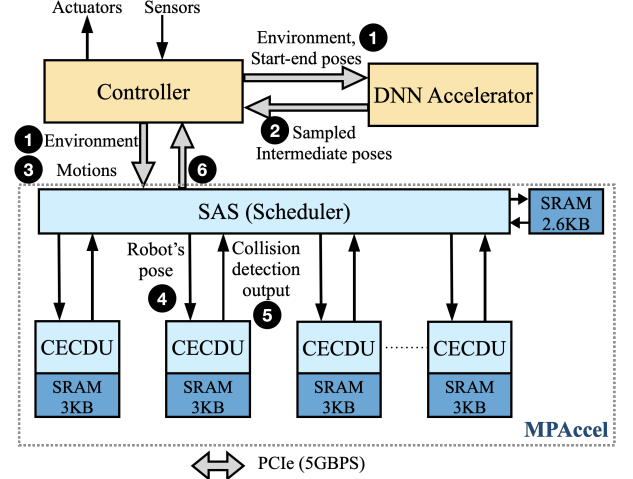 Actuators
Sensors
Environment,
Start-end poses
1
Controller
DNN Accelerator
2 Sampled
Intermediate poses
1 Environment
3 Motions
6
SAS (Scheduler)
SRAM
2.6KB
Robot's
pose
4
Collision
detection
output
5
CECDU
SRAM
3KB
CECDU
SRAM
3KB
CECDU
SRAM
3KB
CECDU
SRAM
3KB
MPAccel
PCIe (5GBPS)